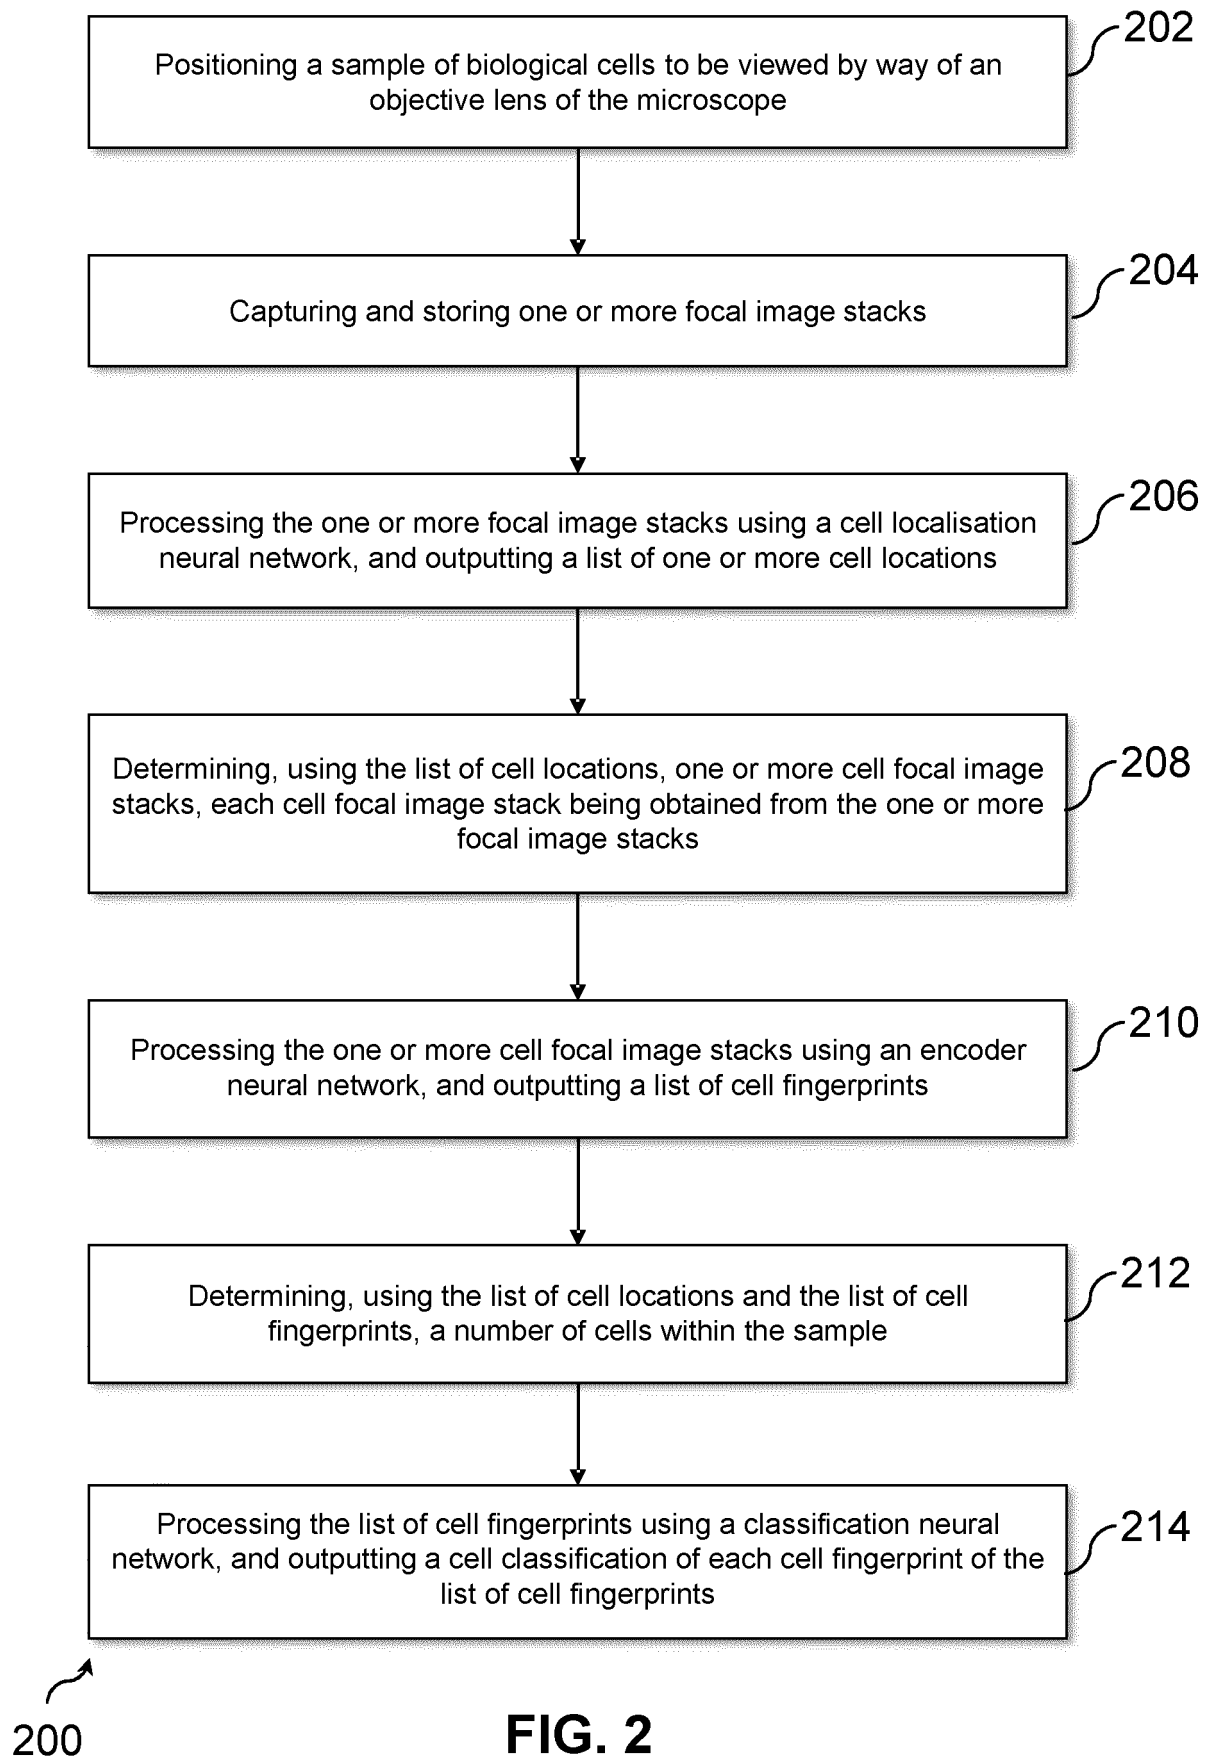 Positioning a sample of biological cells to be viewed by way of an
objective lens of the microscope
202
Capturing and storing one or more focal image stacks
204
Processing the one or more focal image stacks using a cell localisation
neural network, and outputting a list of one or more cell locations
206
Determining, using the list of cell locations, one or more cell focal image
stacks, each cell focal image stack being obtained from the one or more
focal image stacks
208
Processing the one or more cell focal image stacks using an encoder
neural network, and outputting a list of cell fingerprints
210
Determining, using the list of cell locations and the list of cell
fingerprints, a number of cells within the sample
212
Processing the list of cell fingerprints using a classification neural
network, and outputting a cell classification of each cell fingerprint of the
list of cell fingerprints
214
200
FIG. 2